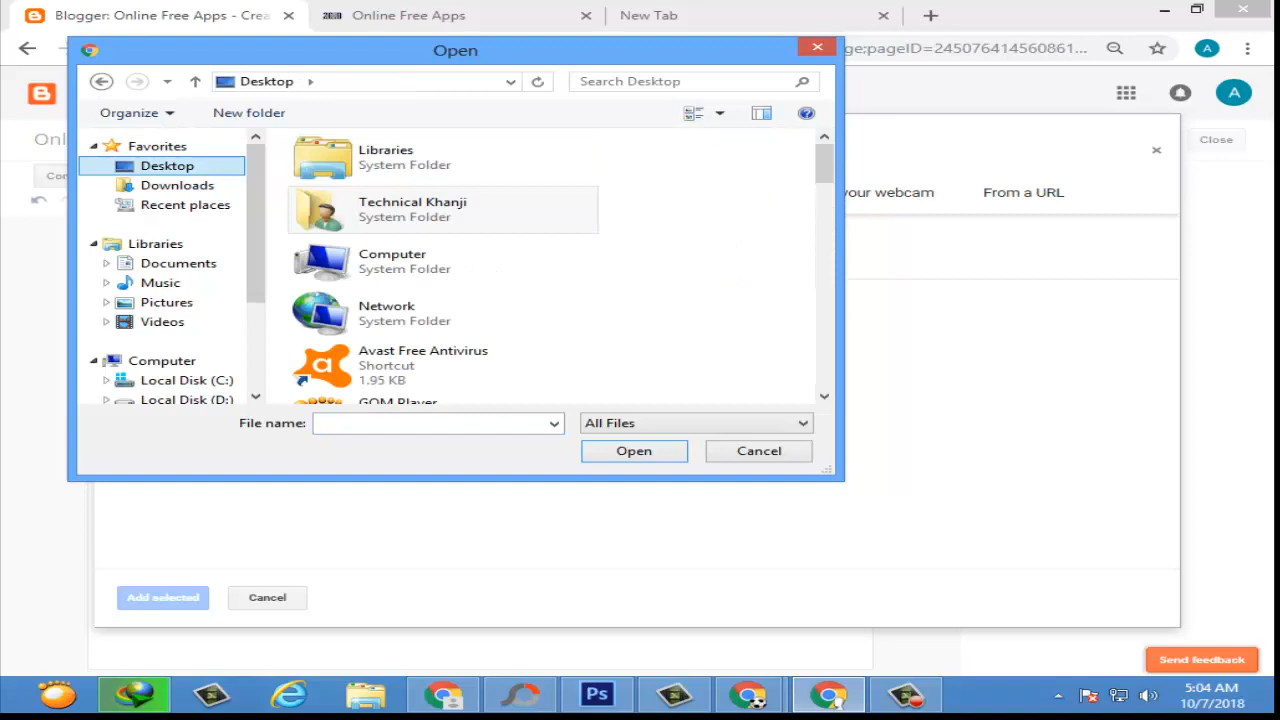 Blogger: Online Free Apps - Crea
Online Free Apps
New Tab
ge;pageID=245076414560861...
A
Open
Desktop
Search Desktop
Organize
New folder
A
Onl
Close
Favorites
Desktop
Downloads
Recent places
Libraries
Documents
Music
Pictures
Videos
Computer
Local Disk (C:)
Local Disk (D:)
Libraries
System Folder
Technical Khanji
System Folder
Computer
System Folder
Network
System Folder
Avast Free Antivirus
Shortcut
1.95 KB
GOM Player
Con
your webcam
From a URL
File name:
All Files
Open
Cancel
Add selected
Cancel
Send feedback
Ps
5:04 AM
10/7/2018